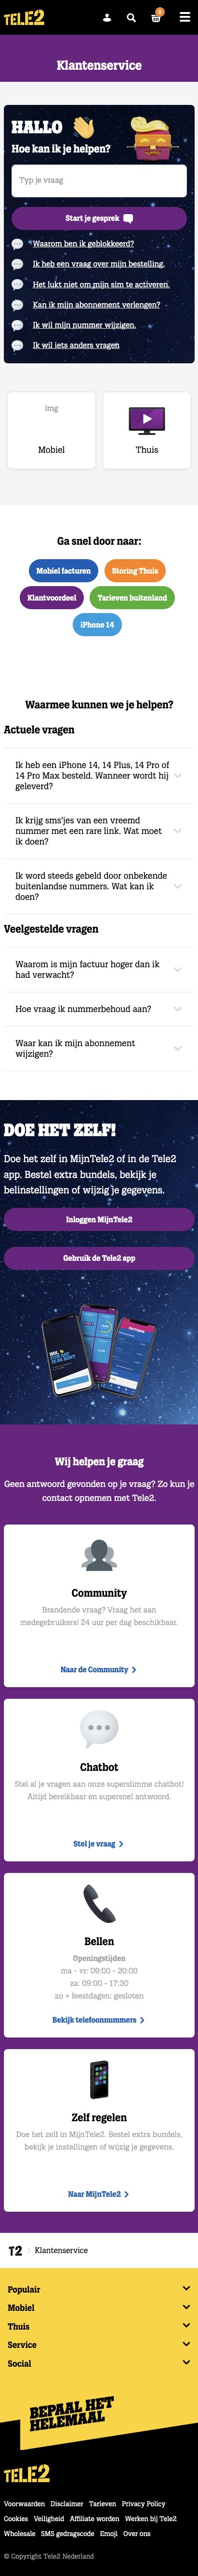 TELE2
0
Klantenservice
HALLO
Hoe kan ik je helpen?
Typ je vraag
Start je gesprek
Waarom ben ik geblokkeerd?
Ik heb een vraag over mijn bestelling.
Het lukt niet om mijn sim te activeren.
Kan ik mijn abonnement verlengen?
Ik wil mijn nummer wijzigen.
Ik wil iets anders vragen
img
Mobiel
Thuis
Ga snel door naar:
Mobiel facturen
Storing Thuis
Klantvoordeel
Tarieven buitenland
iPhone 14
Waarmee kunnen we je helpen?
Actuele vragen
Ik heb een iPhone 14, 14 Plus, 14 Pro of
14 Pro Max besteld. Wanneer wordt hij
geleverd?
Ik krijg sms'jes van een vreemd
nummer met een rare link. Wat moet
ik doen?
Ik word steeds gebeld door onbekende
buitenlandse nummers. Wat kan ik
doen?
Veelgestelde vragen
Waarom is mijn factuur hoger dan ik
had verwacht?
Hoe vraag ik nummerbehoud aan?
Waar kan ik mijn abonnement
wijzigen?
DOE HET ZELF!
Doe het zelf in MijnTele2 of in de Tele2
app. Bestel extra bundels, bekijk je
belinstellingen of wijzig je gegevens.
Inloggen MijnTele2
Gebruik de Tele2 app
Wij helpen je graag
Geen antwoord gevonden op je vraag? Zo kun je
contact opnemen met Tele2.
Community
Brandende vraag? Vraag het aan
medegebruikers! 24 uur per dag beschikbaar.
Naar de Community
Chatbot
Stel al je vragen aan onze superslimme chatbot!
Altijd bereikbaar en supersnel antwoord.
Stel je vraag
Bellen
Openingstijden
ma - vr: 09:00 - 20:00
za: 09:00 - 17:30
zo + feestdagen: gesloten
Bekijk telefoonnummers
Zelf regelen
Doe het zelf in MijnTele2. Bestel extra bundels,
bekijk je instellingen of wijzig je gegevens.
Naar MijnTele2
T2 Klantenservice
Populair
Mobiel
Thuis
Service
Social
BEPAAL HET
HELEMAAL
TELE2
Voorwaarden Disclaimer Tarieven Privacy Policy
Cookies Veiligheid Affiliate worden Werken bij Tele2
Wholesale SMS gedragscode Emoji Over ons
© Copyright Tele2 Nederland